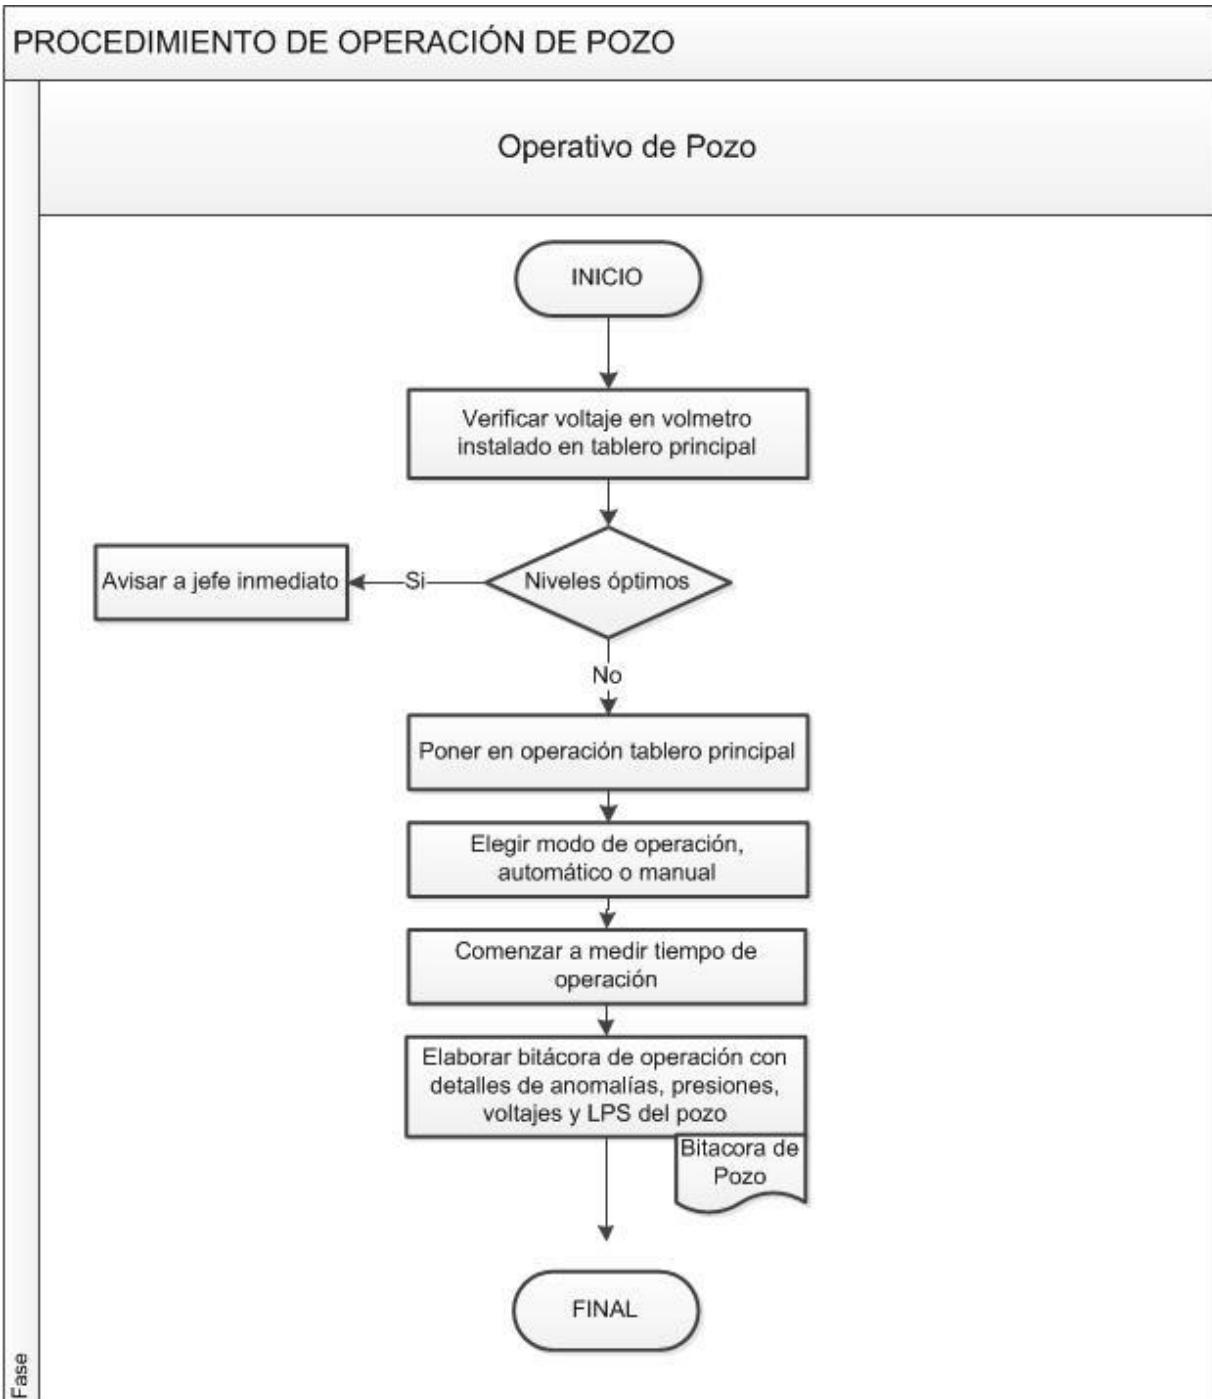 PROCEDIMIENTO DE OPERACIÓN DE POZO
Operativo de Pozo
INICIO
Verificar voltaje en volmetro
instalado en tablero principal
Niveles óptimos
Si
Avisar a jefe inmediato
No
Poner en operación tablero principal
Elegir modo de operación,
automático o manual
Comenzar a medir tiempo de
operación
Elaborar bitácora de operación con
detalles de anomalías, presiones,
voltajes y LPS del pozo
Bitacora de
Pozo
FINAL
Fase